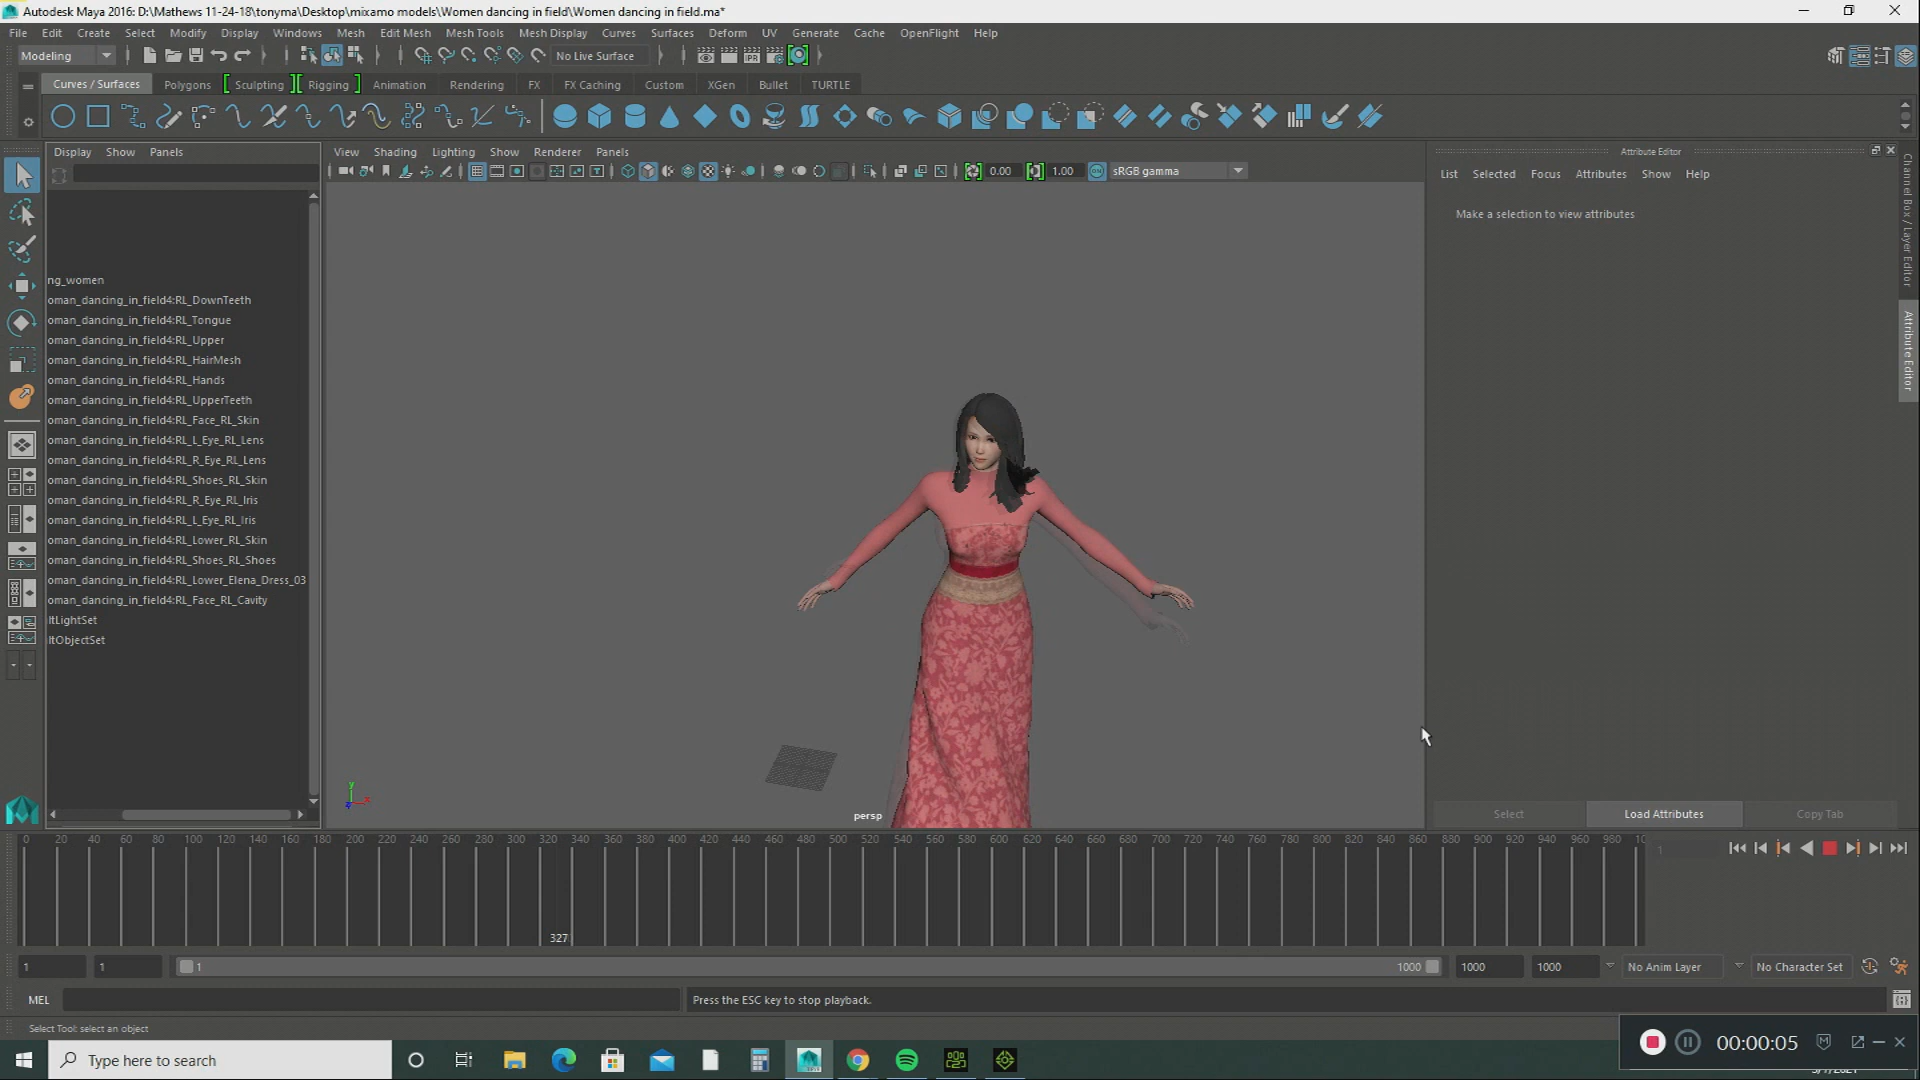 Autodesk Maya 2016: D:\Mathews 11-24-18\tonyma\Desktop\mixamo models\Women dancing in field\Women dancing in field.ma*
File Edit Create Select Modify Display Windows Mesh Edit Mesh Mesh Tools Mesh Display Curves Surfaces Deform UV Generate Cache OpenFlight Help
Modeling No Live Surface
Curves / Surfaces Polygons Sculpting Rigging Animation Rendering FX FX Caching Custom XGen Bullet TURTLE
Display Show Panels
View Shading Lighting Show Renderer Panels
0.00 1.00 sRGB gamma
Attribute Editor
List Selected Focus Attributes Show Help
Make a selection to view attributes
Channel Box / Layer Editor
Attribute Editor
ng_women
oman_dancing_in_field4:RL_DownTeeth
oman_dancing_in_field4:RL_Tongue
oman_dancing_in_field4:RL_Upper
oman_dancing_in_field4:RL_HairMesh
oman_dancing_in_field4:RL_Hands
oman_dancing_in_field4:RL_UpperTeeth
oman_dancing_in_field4:RL_Face_RL_Skin
oman_dancing_in_field4:RL_L_Eye_RL_Lens
oman_dancing_in_field4:RL_R_Eye_RL_Lens
oman_dancing_in_field4:RL_Shoes_RL_Skin
oman_dancing_in_field4:RL_R_Eye_RL_Iris
oman_dancing_in_field4:RL_L_Eye_RL_Iris
oman_dancing_in_field4:RL_Lower_RL_Skin
oman_dancing_in_field4:RL_Shoes_RL_Shoes
oman_dancing_in_field4:RL_Lower_Elena_Dress_03
oman_dancing_in_field4:RL_Face_RL_Cavity
ltLightSet
ltObjectSet
y
z x
persp
Select Load Attributes Copy Tab
0 20 40 60 80 100 120 140 160 180 200 220 240 260 280 300 320 340 360 380 400 420 440 460 480 500 520 540 560 580 600 620 640 660 680 700 720 740 760 780 800 820 840 860 880 900 920 940 960 980 10
1
327
1 1 1 1000 1000 1000 No Anim Layer No Character Set
MEL Press the ESC key to stop playback.
Select Tool: select an object
Type here to search
00:00:05